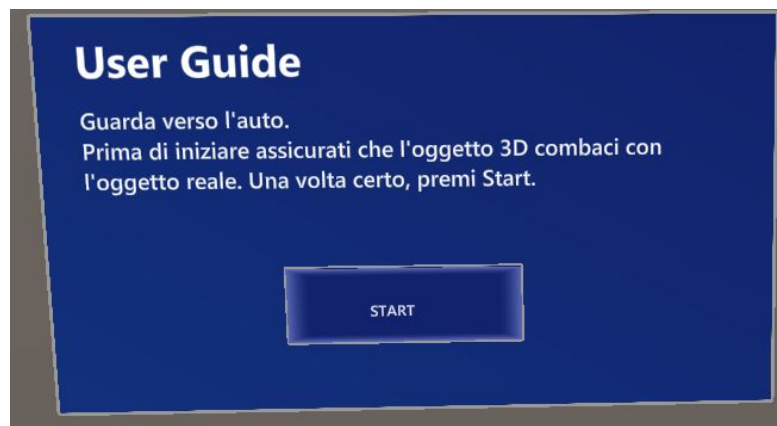 User Guide
Guarda verso l'auto.
Prima di iniziare assicurati che l'oggetto 3D combaci con
l'oggetto reale. Una volta certo, premi Start.
START